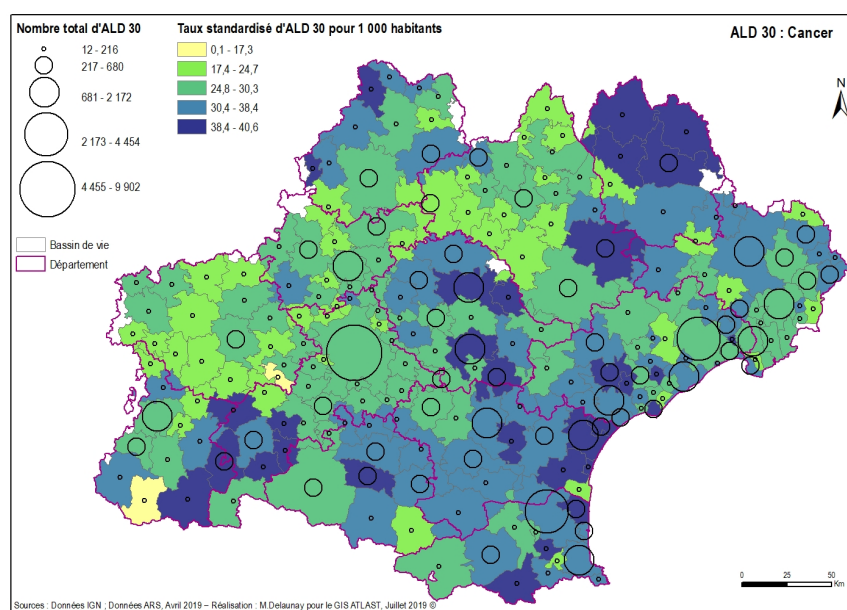 Nombre total d'ALD 30
12 - 216
217 - 680
681 - 2 172
2 173 - 4 454
4 455 - 9 902
Bassin de vie
Département
Taux standardisé d'ALD 30 pour 1 000 habitants
0,1 - 17,3
17,4 - 24,7
24,8 - 30,3
30,4 - 38,4
38,4 - 40,6
ALD 30 : Cancer
N
0 25 50
Km
Sources : Données IGN ; Données ARS, Avril 2019 – Réalisation : M.Delaunay pour le GIS ATLAST, Juillet 2019 ©